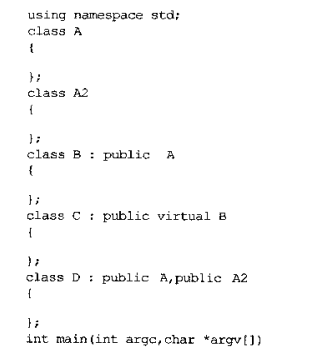 using namespace std;
class A
{
};
class A2
{
};
class B : public A
{
};
class C : public virtual B
{
};
class D : public A,public A2
{
};
int main(int argc,char *argv[])